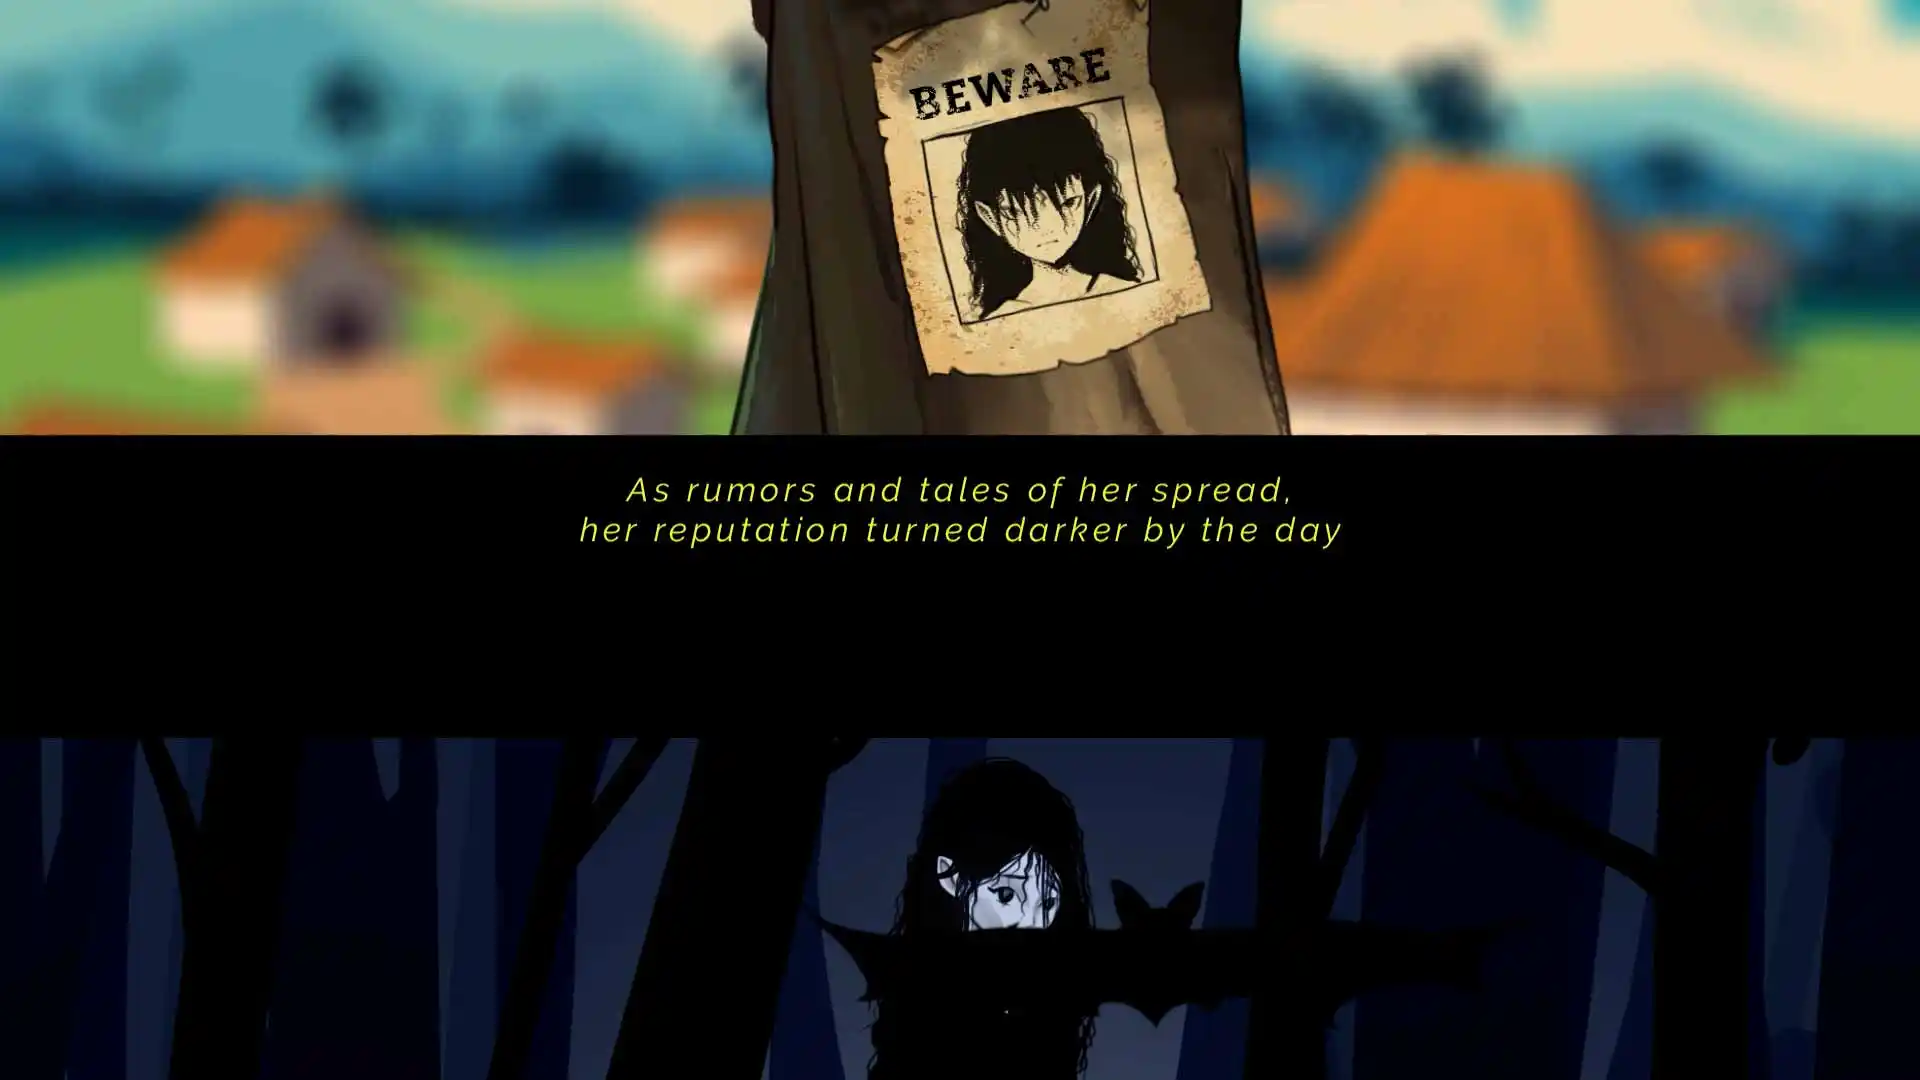 BEWARE
As rumors and tales of her spread,
her reputation turned darker by the day